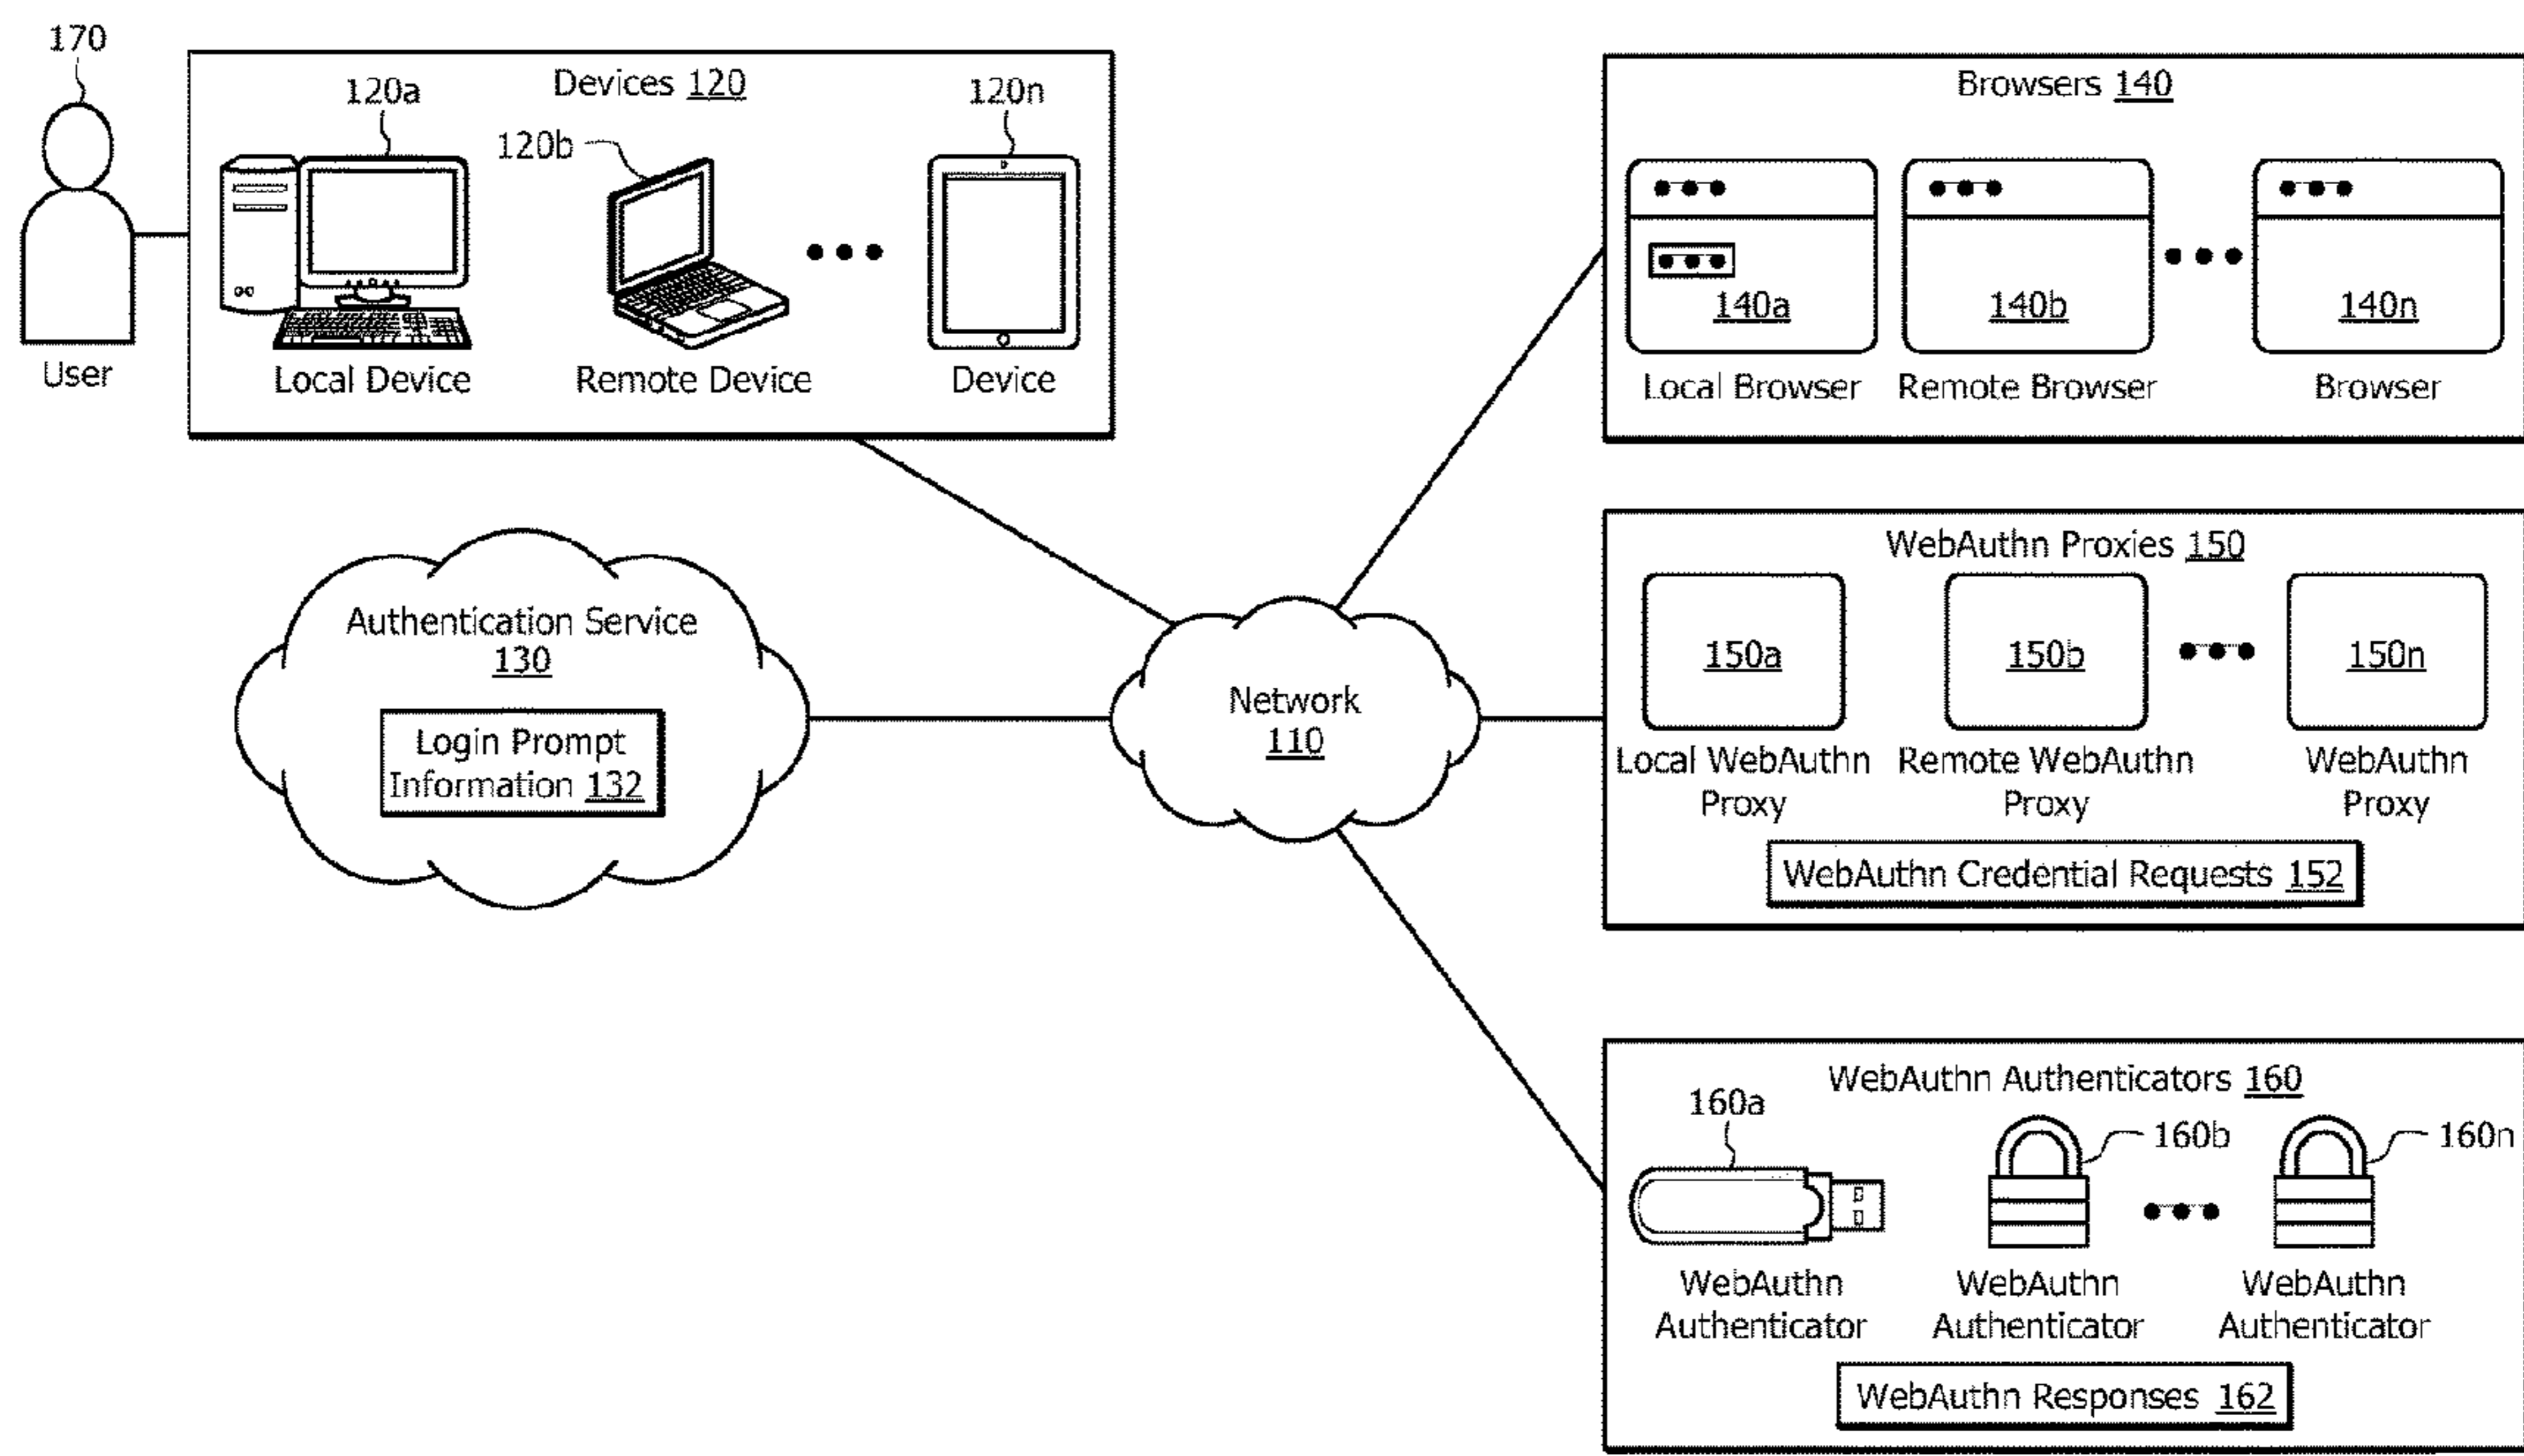 170
Devices 120
120a
120b
120n
User
Local Device
Remote Device
Device
Browsers 140
140a
140b
140n
Local Browser
Remote Browser
Browser
Authentication Service
130
Login Prompt
Information 132
Network
110
WebAuthn Proxies 150
150a
150b
150n
Local WebAuthn
Proxy
Remote WebAuthn
Proxy
WebAuthn
Proxy
WebAuthn Credential Requests 152
WebAuthn Authenticators 160
160a
160b
160n
WebAuthn
Authenticator
WebAuthn
Authenticator
WebAuthn
Authenticator
WebAuthn Responses 162